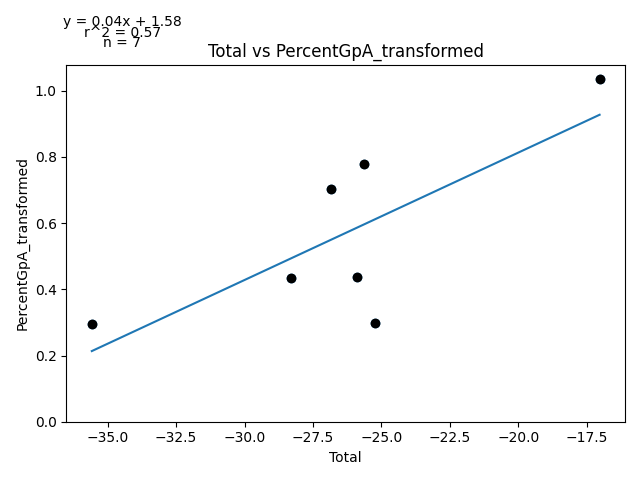 y = 0.04x + 1.58
r^2 = 0.57
n = 7
Total vs PercentGpA_transformed
1.0
0.8
0.6
0.4
0.2
0.0
PercentGpA_transformed
−35.0 −32.5 −30.0 −27.5 −25.0 −22.5 −20.0 −17.5
Total